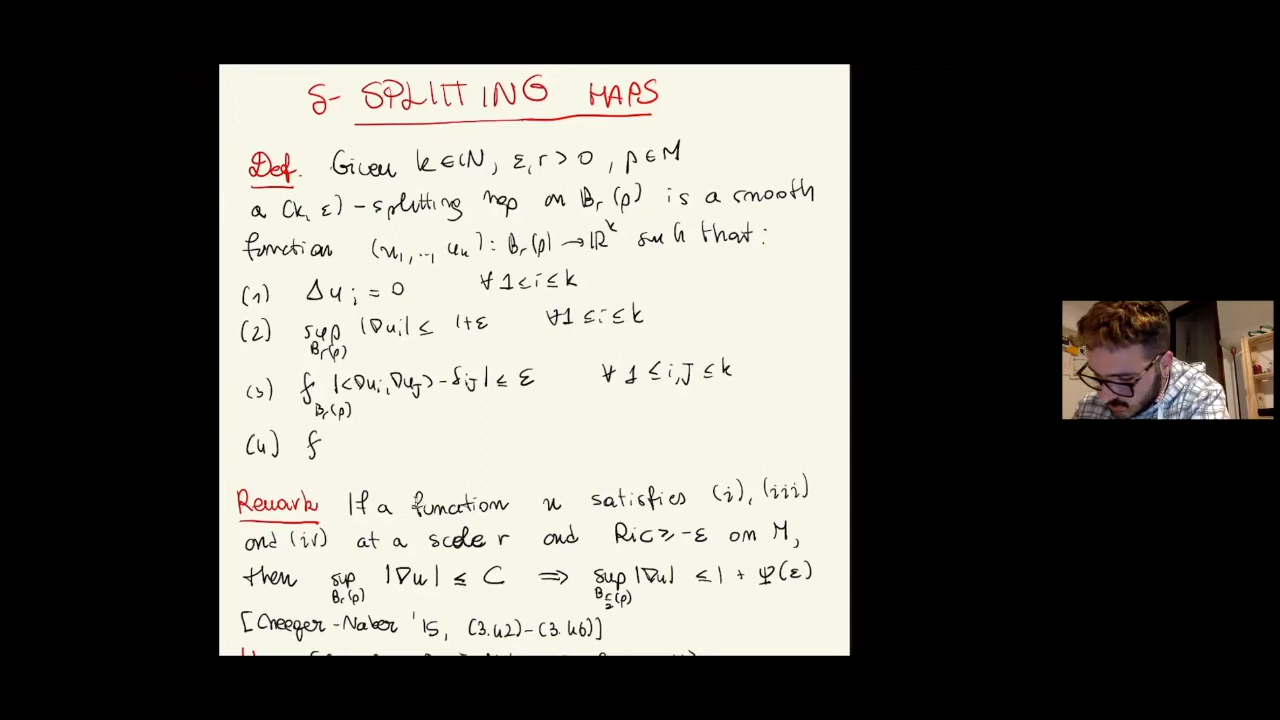 δ- SPLITTING MAPS
Def. Given k ∈ ℕ, ε, r > 0, p ∈ M
a (k, ε) - splitting map on B_r(p) is a smooth
function (u_1, .., u_k): B_r(p) → ℝ^k such that:
(1) Δu_i = 0 ∀ 1 ≤ i ≤ k
(2) sup_{B_r(p)} |∇u_i| ≤ 1+ε ∀ 1 ≤ i ≤ k
(3) ⨍_{B_r(p)} |<∇u_i, ∇u_j> - δ_ij| ≤ ε ∀ 1 ≤ i, j ≤ k
(4) ⨍
Remark If a function u satisfies (i), (iii)
and (iv) at a scale r and Ric ≥ -ε on M,
then sup_{B_r(p)} |∇u| ≤ C ⟹ sup_{B_{r/2}(p)} |∇u| ≤ 1 + Ψ(ε)
[Cheeger-Naber '15, (3.42)-(3.46)]